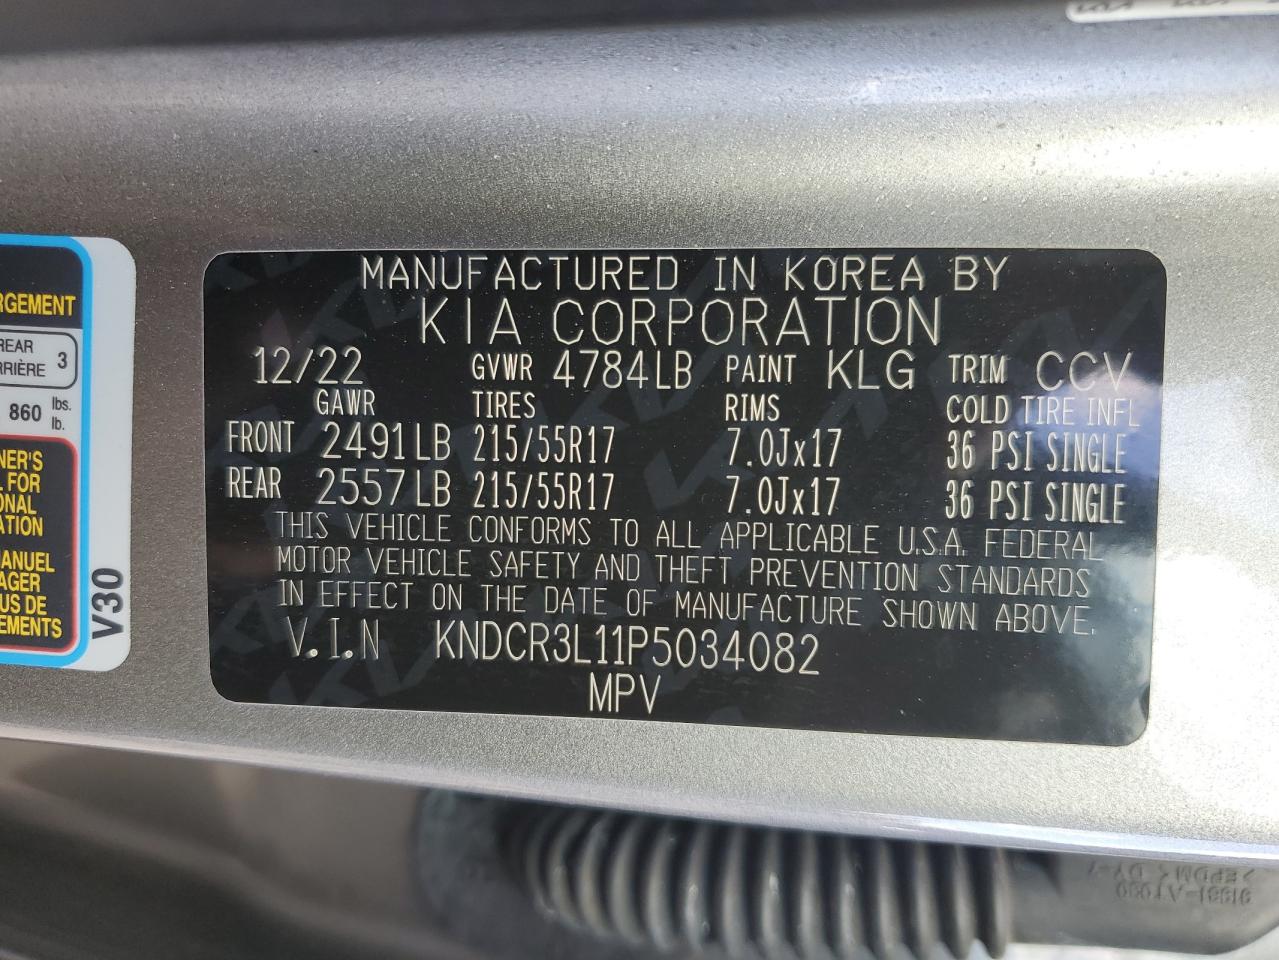 MANUFACTURED IN KOREA BY
KIA CORPORATION
12/22 GVWR 4784LB PAINT KLG TRIM CCV
GAWR TIRES RIMS COLD TIRE INFL
FRONT 2491LB 215/55R17 7.0Jx17 36 PSI SINGLE
REAR 2557LB 215/55R17 7.0Jx17 36 PSI SINGLE
THIS VEHICLE CONFORMS TO ALL APPLICABLE U.S.A. FEDERAL
MOTOR VEHICLE SAFETY AND THEFT PREVENTION STANDARDS
IN EFFECT ON THE DATE OF MANUFACTURE SHOWN ABOVE.
V.I.N KNDCR3L11P5034082
MPV
RGEMENT
REAR 3
RRIÈRE
860 lbs.
lb.
NER'S
FOR
ONAL
ATION
MANUEL
AGER
US DE
EMENTS
V30